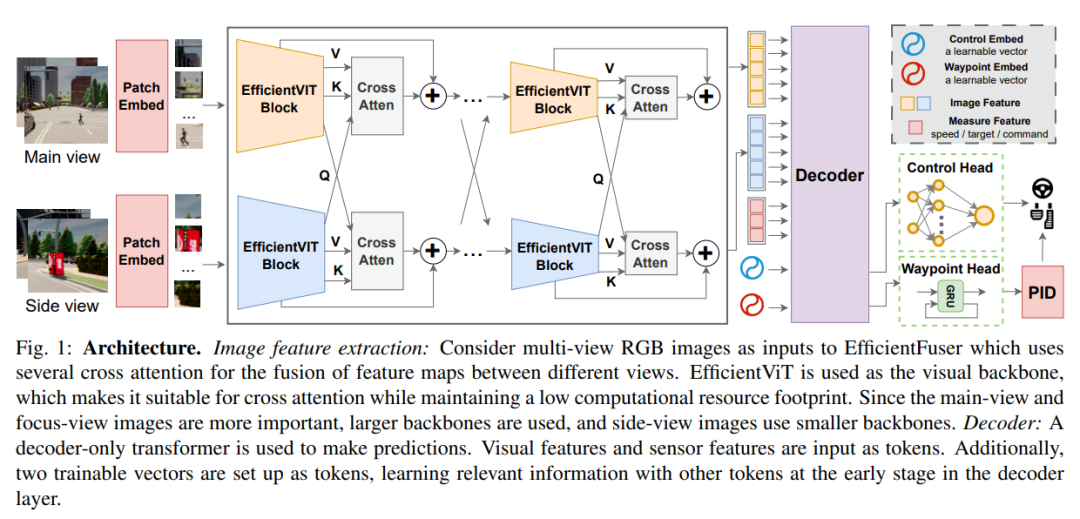 Main view
Patch
Embed
...
EfficientVIT
Block
V
K
Cross
Atten
+
...
EfficientVIT
Block
V
K
Cross
Atten
+
Q
Q
Side view
Patch
Embed
...
EfficientVIT
Block
V
K
Cross
Atten
+
...
EfficientVIT
Block
V
K
Cross
Atten
+
Decoder
Control Embed
a learnable vector
Waypoint Embed
a learnable vector
Image Feature
Measure Feature
speed / target / command
Control Head
Waypoint Head
GRU
PID
Fig. 1: Architecture. Image feature extraction: Consider multi-view RGB images as inputs to EfficientFuser which uses
several cross attention for the fusion of feature maps between different views. EfficientViT is used as the visual backbone,
which makes it suitable for cross attention while maintaining a low computational resource footprint. Since the main-view and
focus-view images are more important, larger backbones are used, and side-view images use smaller backbones. Decoder: A
decoder-only transformer is used to make predictions. Visual features and sensor features are input as tokens. Additionally,
two trainable vectors are set up as tokens, learning relevant information with other tokens at the early stage in the decoder
layer.